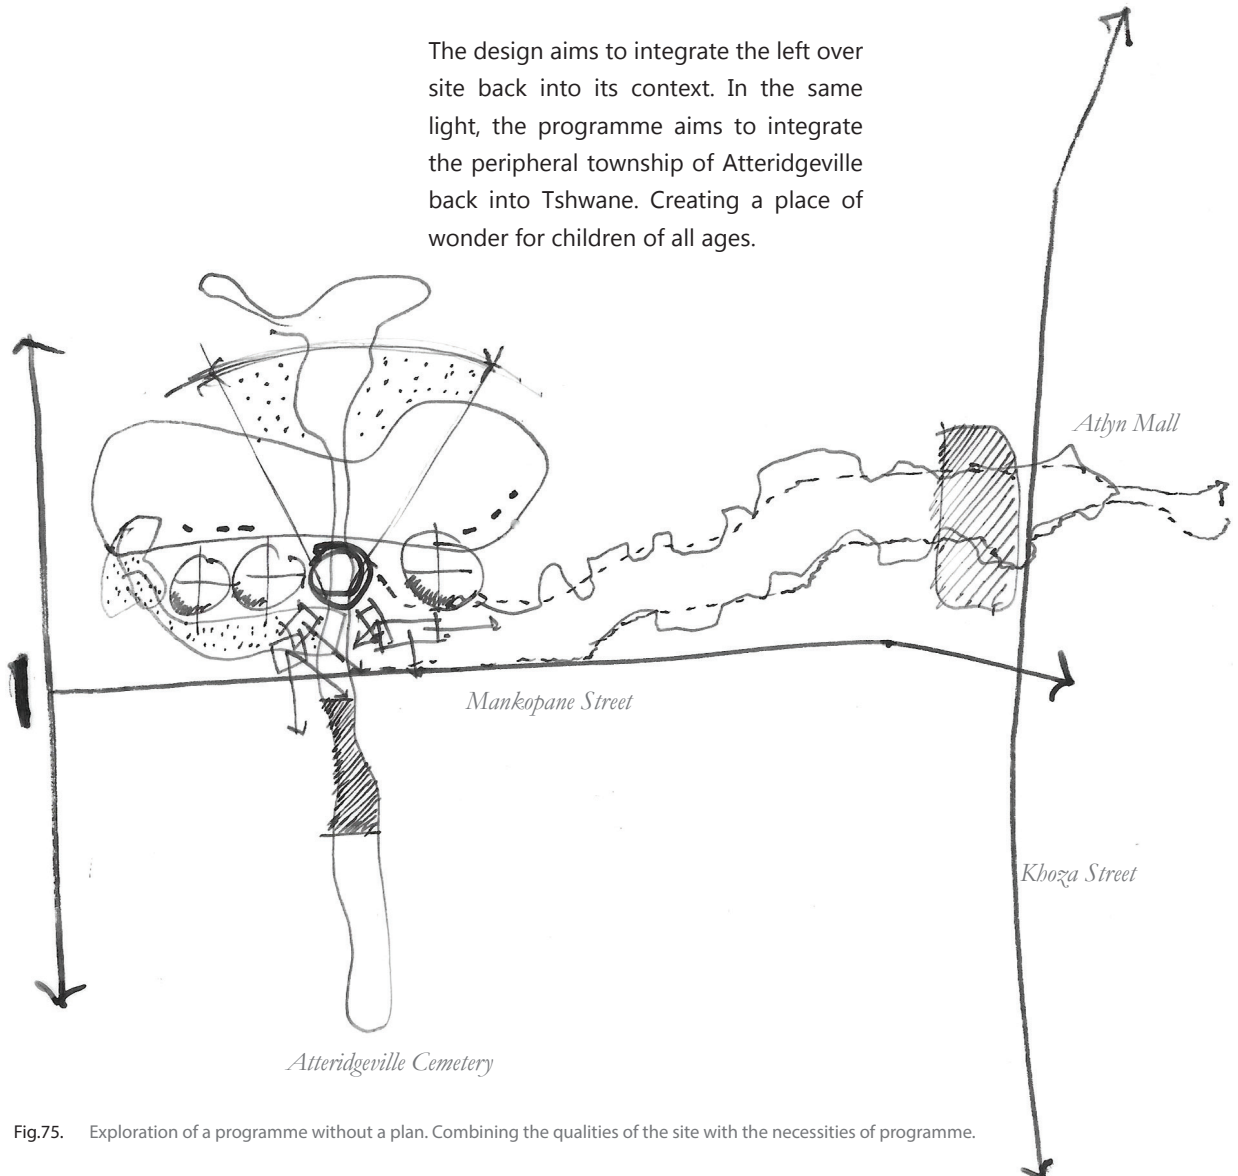 The design aims to integrate the left over
site back into its context. In the same
light, the programme aims to integrate
the peripheral township of Atteridgeville
back into Tshwane. Creating a place of
wonder for children of all ages.
Atlyn Mall
Mankopane Street
Khoza Street
Atteridgeville Cemetery
Fig.75. Exploration of a programme without a plan. Combining the qualities of the site with the necessities of programme.